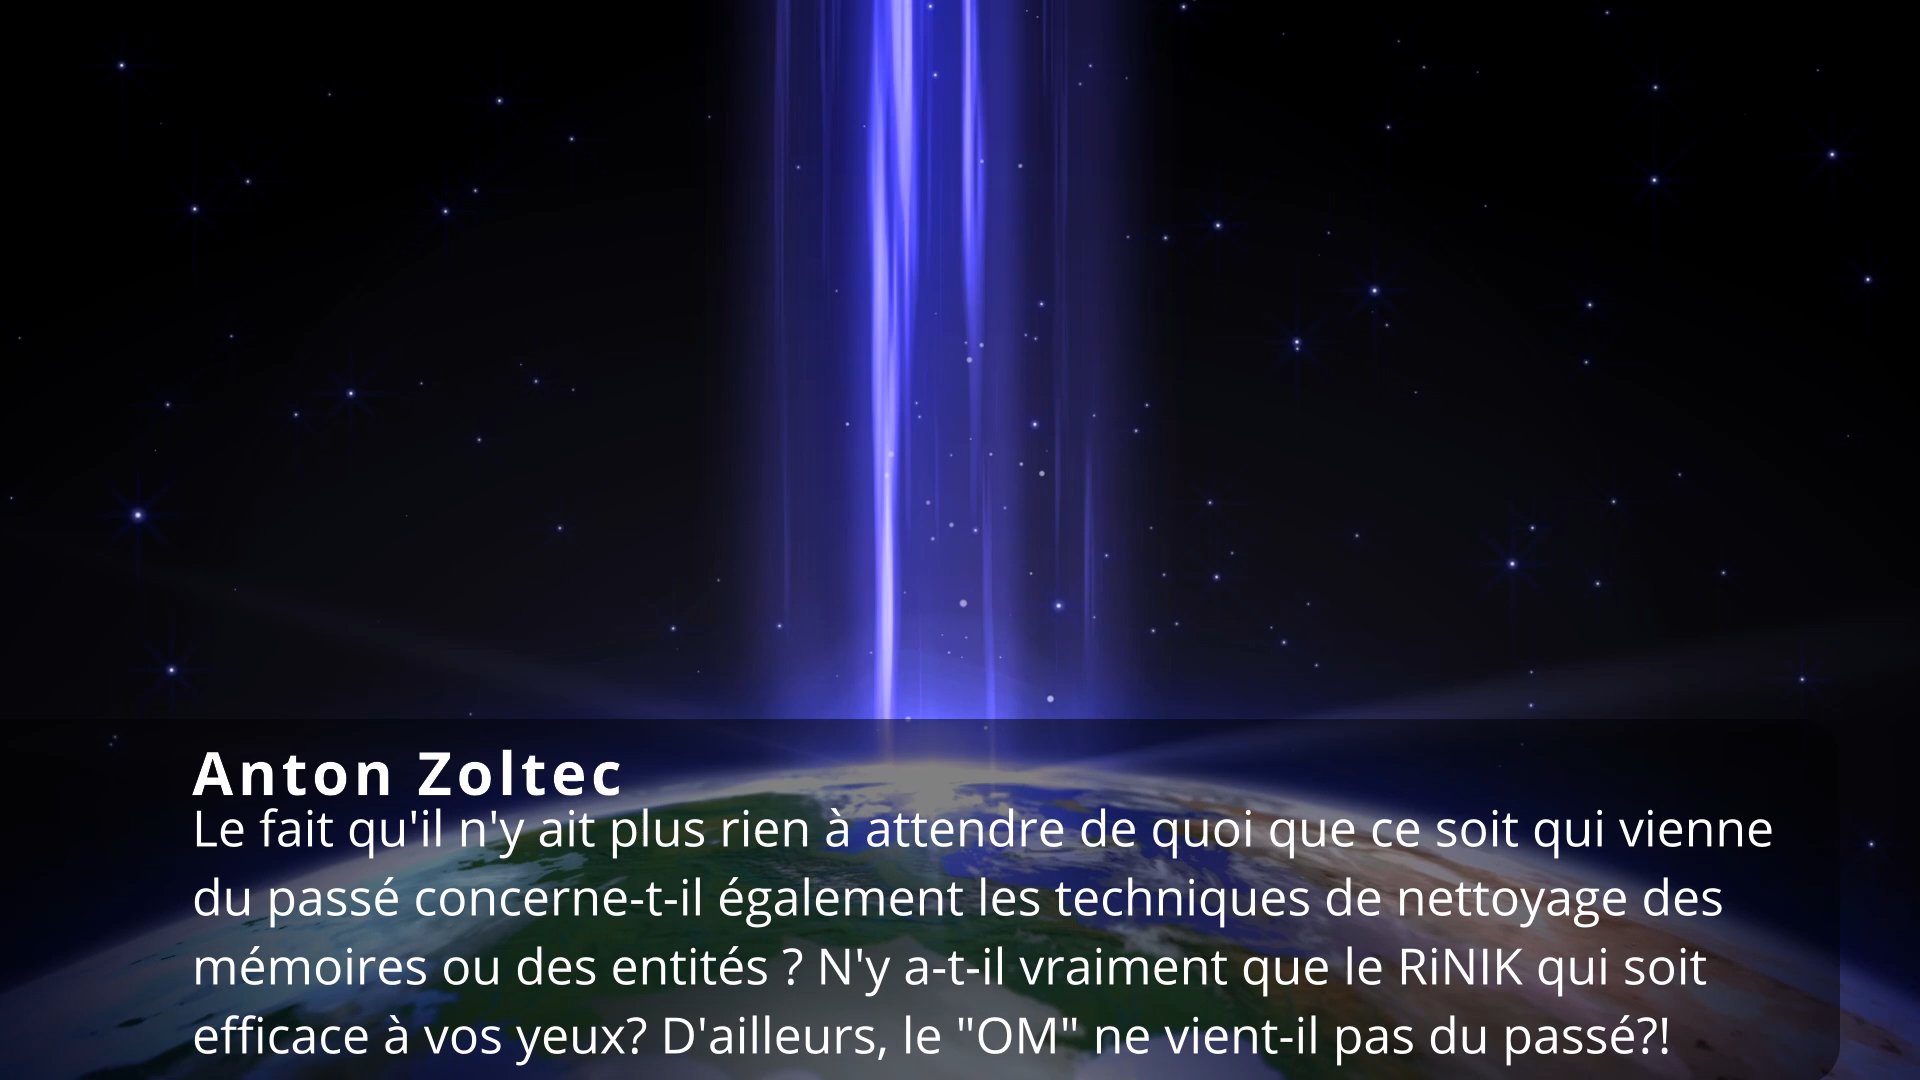 Anton Zoltec
Le fait qu'il n'y ait plus rien à attendre de quoi que ce soit qui vienne
du passé concerne-t-il également les techniques de nettoyage des
mémoires ou des entités ? N'y a-t-il vraiment que le RiNIK qui soit
efficace à vos yeux? D'ailleurs, le "OM" ne vient-il pas du passé?!